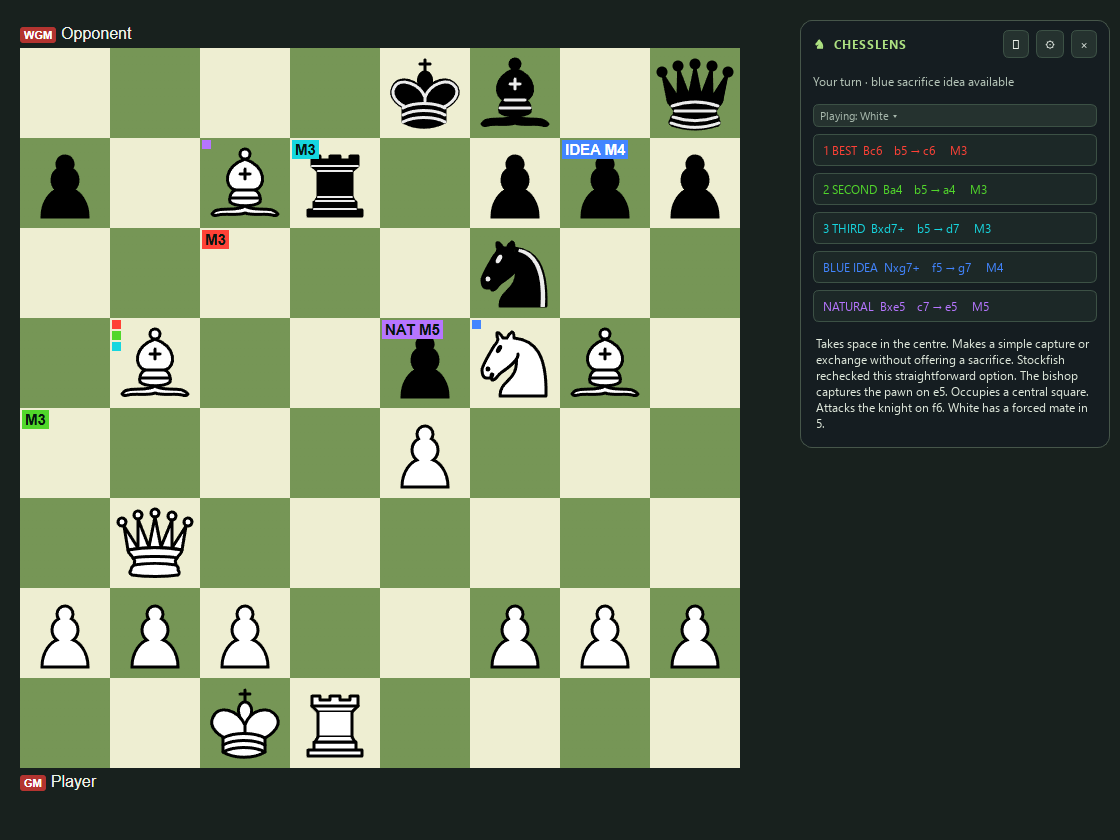 WGM Opponent
CHESSLENS
Your turn · blue sacrifice idea available
Playing: White
1 BEST Bc6 b5 → c6 M3
2 SECOND Ba4 b5 → a4 M3
3 THIRD Bxd7+ b5 → d7 M3
BLUE IDEA Nxg7+ f5 → g7 M4
NATURAL Bxe5 c7 → e5 M5
Takes space in the centre. Makes a simple capture or
exchange without offering a sacrifice. Stockfish
rechecked this straightforward option. The bishop
captures the pawn on e5. Occupies a central square.
Attacks the knight on f6. White has a forced mate in
5.
M3
IDEA M4
M3
NAT M5
M3
GM Player